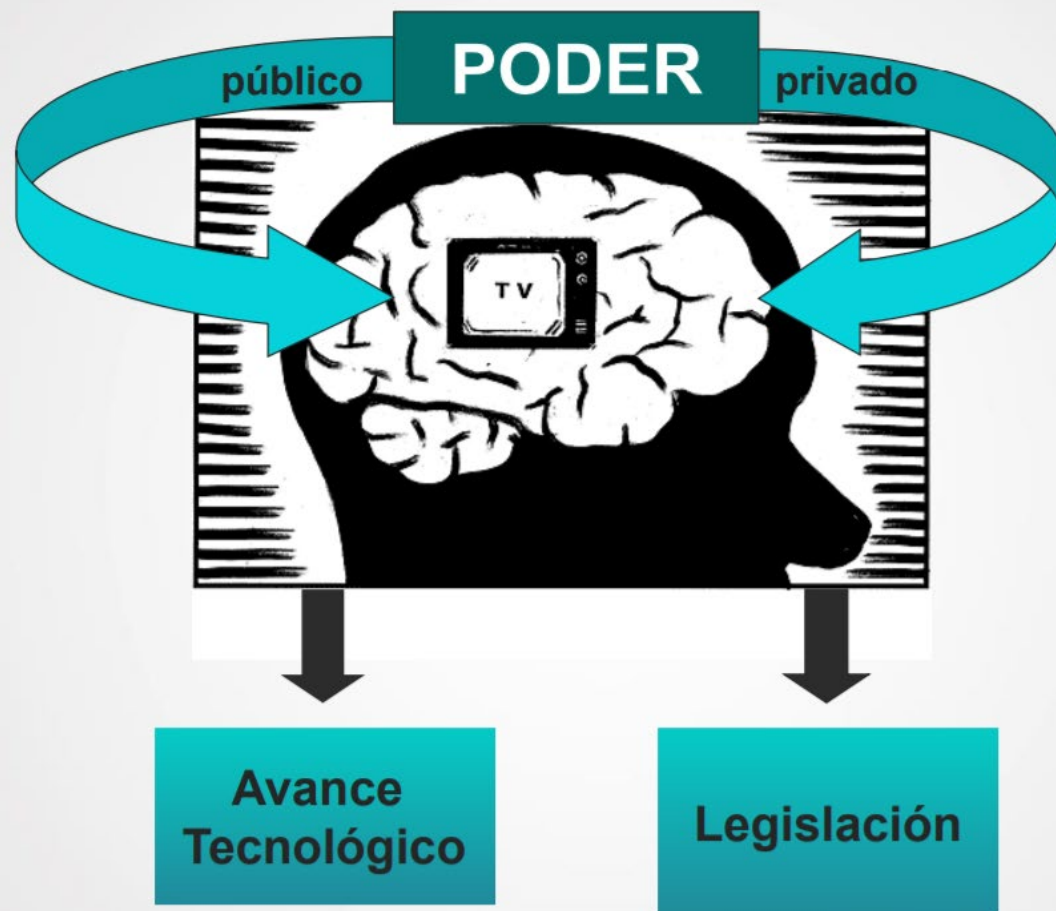 PODER
público
privado
TV
Avance
Tecnológico
Legislación